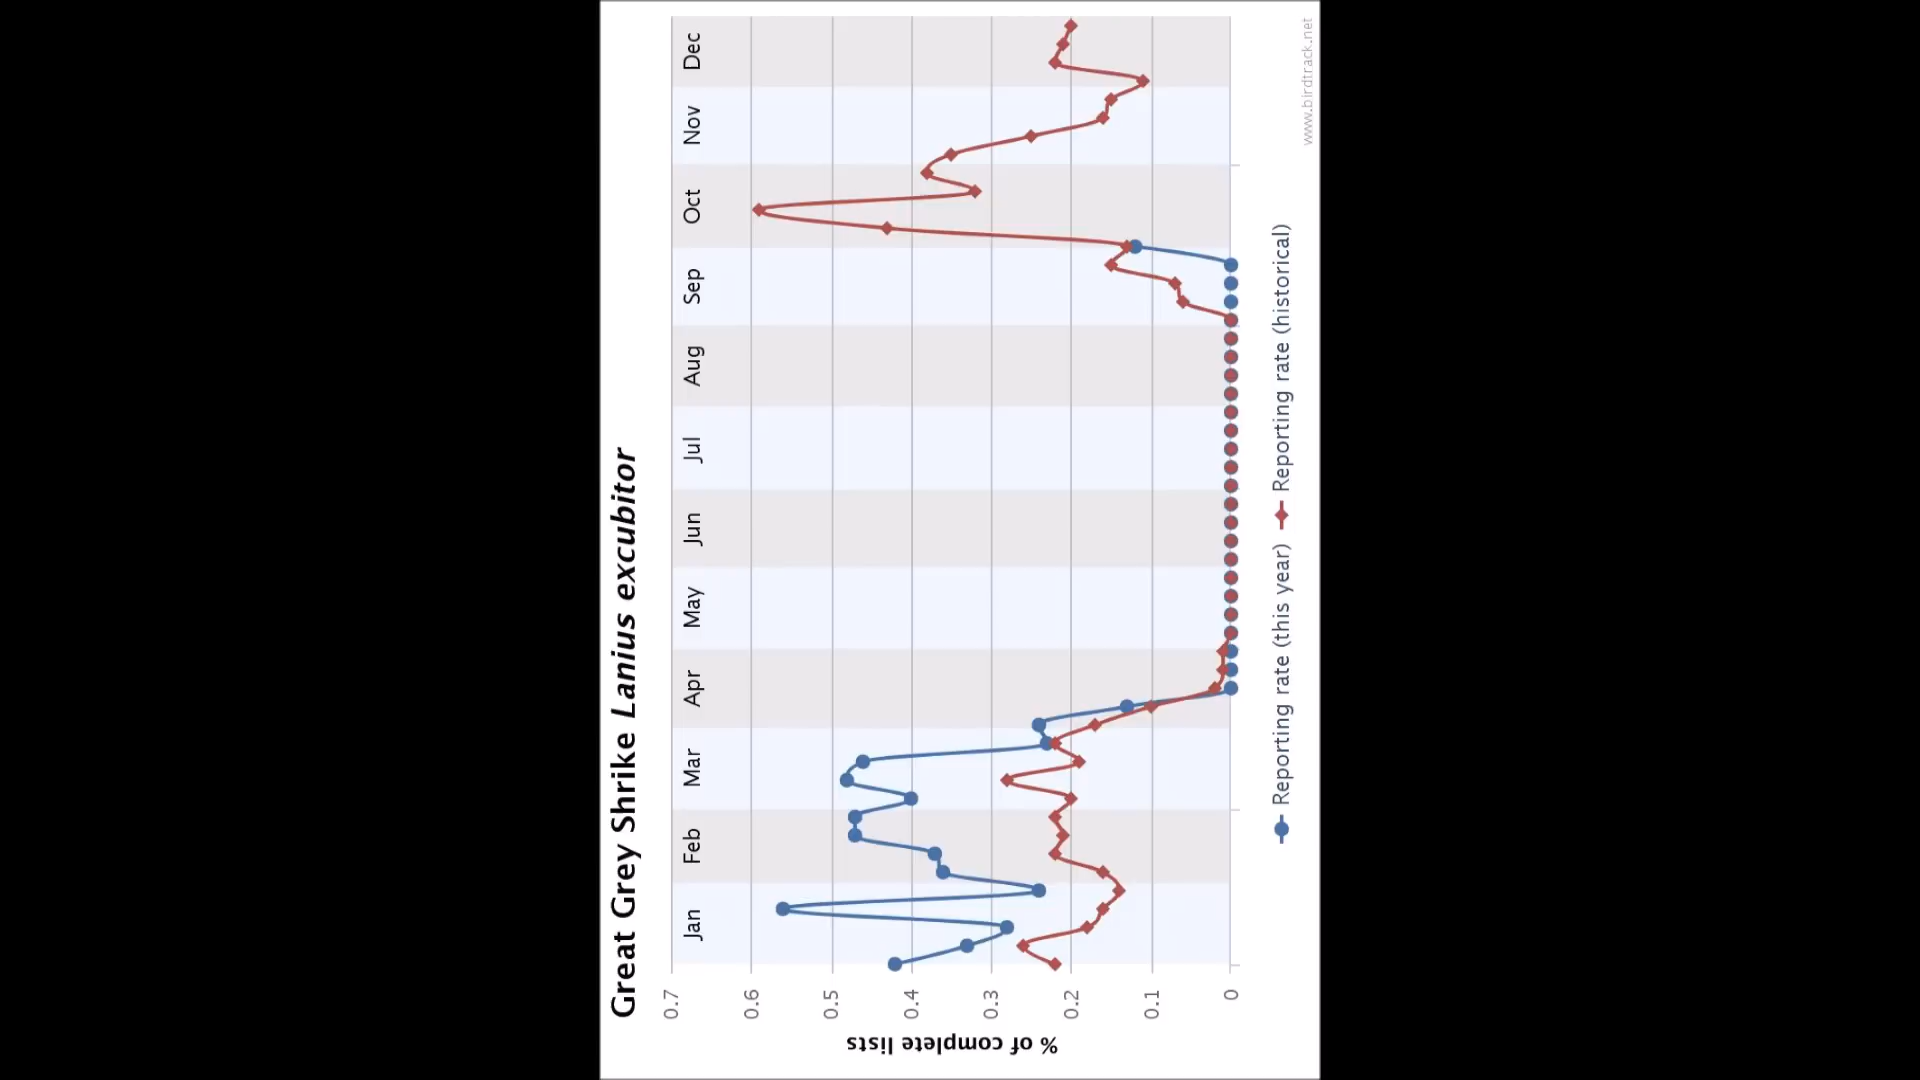 Great Grey Shrike Lanius excubitor
Jan Feb Mar Apr May Jun Jul Aug Sep Oct Nov Dec
0.7
0.6
0.5
0.4
0.3
0.2
0.1
0
% of complete lists
Reporting rate (this year) Reporting rate (historical)
www.birdtrack.net